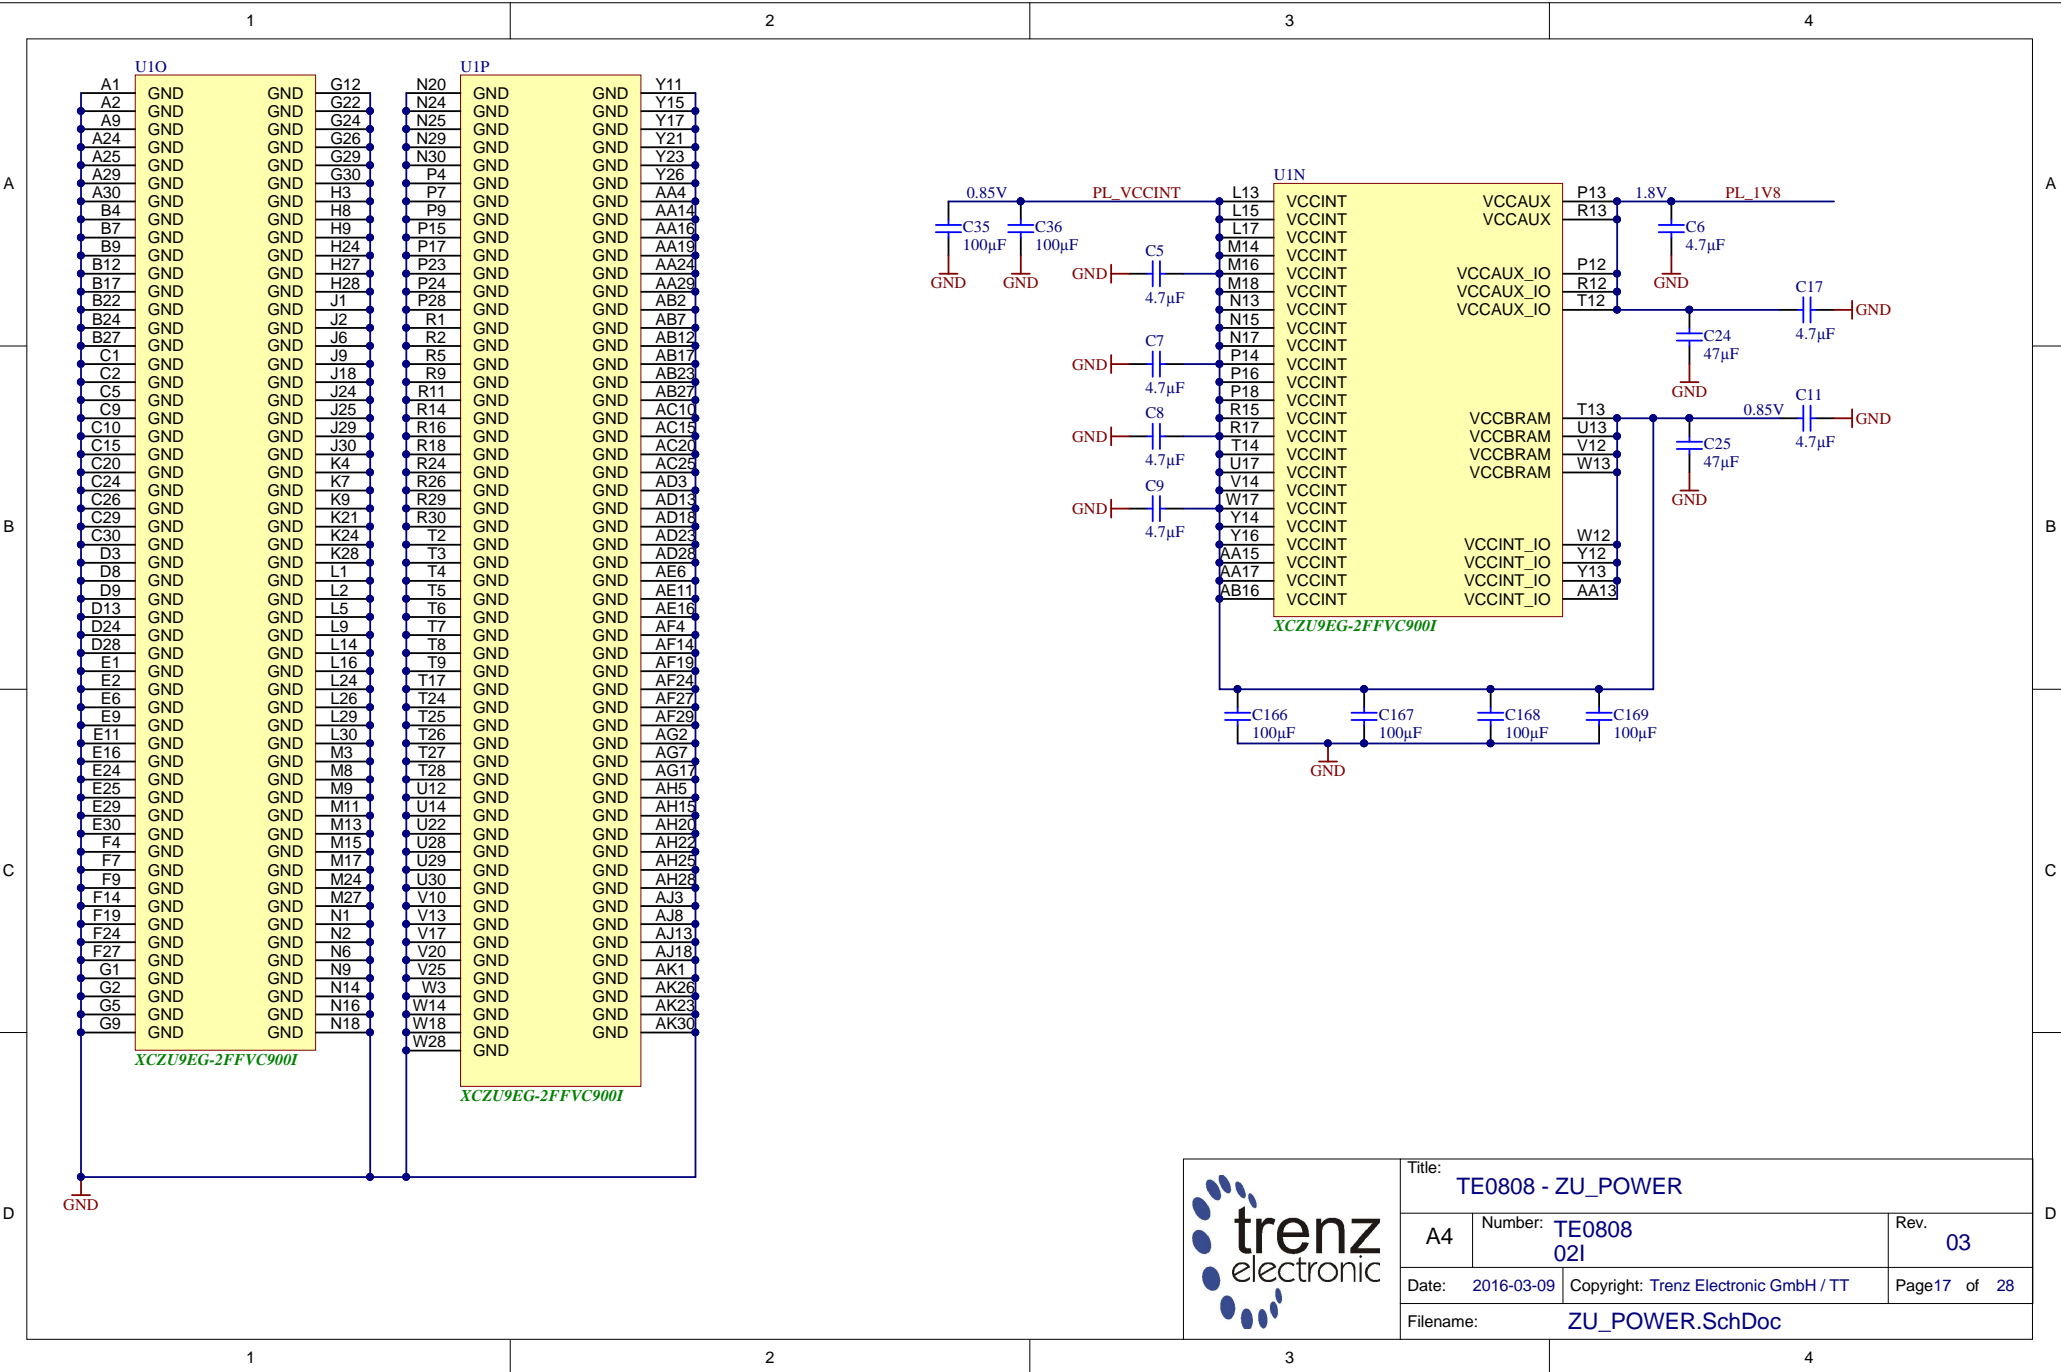 1 2 3 4
U1O
A1 GND GND G12
A2 GND GND G22
A9 GND GND G24
A24 GND GND G26
A25 GND GND G29
A29 GND GND G30
A30 GND GND H3
B4 GND GND H8
B7 GND GND H9
B9 GND GND H24
B12 GND GND H27
B17 GND GND H28
B22 GND GND J1
B24 GND GND J2
B27 GND GND J6
C1 GND GND J9
C2 GND GND J18
C5 GND GND J24
C9 GND GND J25
C10 GND GND J29
C15 GND GND J30
C20 GND GND K4
C24 GND GND K7
C26 GND GND K9
C29 GND GND K21
C30 GND GND K24
D3 GND GND K28
D8 GND GND L1
D9 GND GND L2
D13 GND GND L5
D24 GND GND L9
D28 GND GND L14
E1 GND GND L16
E2 GND GND L24
E6 GND GND L26
E9 GND GND L29
E11 GND GND L30
E16 GND GND M3
E24 GND GND M8
E25 GND GND M9
E29 GND GND M11
E30 GND GND M13
F4 GND GND M15
F7 GND GND M17
F9 GND GND M24
F14 GND GND M27
F19 GND GND N1
F24 GND GND N2
F27 GND GND N6
G1 GND GND N9
G2 GND GND N14
G5 GND GND N16
G9 GND GND N18
XCZU9EG-2FFVC900I
GND
U1P
N20 GND GND Y11
N24 GND GND Y15
N25 GND GND Y17
N29 GND GND Y21
N30 GND GND Y23
P4 GND GND Y26
P7 GND GND AA4
P9 GND GND AA14
P15 GND GND AA16
P17 GND GND AA19
P23 GND GND AA24
P24 GND GND AA29
P28 GND GND AB2
R1 GND GND AB7
R2 GND GND AB12
R5 GND GND AB17
R9 GND GND AB23
R11 GND GND AB27
R14 GND GND AC10
R16 GND GND AC15
R18 GND GND AC20
R24 GND GND AC25
R26 GND GND AD3
R29 GND GND AD13
R30 GND GND AD18
T2 GND GND AD23
T3 GND GND AD28
T4 GND GND AE6
T5 GND GND AE11
T6 GND GND AE16
T7 GND GND AF4
T8 GND GND AF14
T9 GND GND AF19
T17 GND GND AF24
T24 GND GND AF27
T25 GND GND AF29
T26 GND GND AG2
T27 GND GND AG7
T28 GND GND AG17
U12 GND GND AH5
U14 GND GND AH15
U22 GND GND AH20
U28 GND GND AH22
U29 GND GND AH25
U30 GND GND AH28
V10 GND GND AJ3
V13 GND GND AJ8
V17 GND GND AJ13
V20 GND GND AJ18
V25 GND GND AK1
W3 GND GND AK26
W14 GND GND AK23
W18 GND GND AK30
W28 GND
XCZU9EG-2FFVC900I
U1N
0.85V PL_VCCINT L13 VCCINT VCCAUX P13 1.8V PL_1V8
L15 VCCINT VCCAUX R13
L17 VCCINT
M14 VCCINT
M16 VCCINT VCCAUX_IO P12
M18 VCCINT VCCAUX_IO R12
N13 VCCINT VCCAUX_IO T12
N15 VCCINT
N17 VCCINT
P14 VCCINT
P16 VCCINT
P18 VCCINT
R15 VCCINT VCCBRAM T13 0.85V
R17 VCCINT VCCBRAM U13
T14 VCCINT VCCBRAM V12
U17 VCCINT VCCBRAM W13
V14 VCCINT
W17 VCCINT
Y14 VCCINT
Y16 VCCINT VCCINT_IO W12
AA15 VCCINT VCCINT_IO Y12
AA17 VCCINT VCCINT_IO Y13
AB16 VCCINT VCCINT_IO AA13
XCZU9EG-2FFVC900I
C35
100µF
GND
C36
100µF
GND
C5
GND
4.7µF
C7
GND
4.7µF
C8
GND
4.7µF
C9
GND
4.7µF
C6
4.7µF
GND
C17
GND
4.7µF
C24
47µF
GND
C11
GND
4.7µF
C25
47µF
GND
C166 C167 C168 C169
100µF 100µF 100µF 100µF
GND
A A
B B
C C
D D
trenz
electronic
Title:
TE0808 - ZU_POWER
A4 Number: TE0808
02I
Rev.
03
Date: 2016-03-09 Copyright: Trenz Electronic GmbH / TT Page17 of 28
Filename: ZU_POWER.SchDoc
1 2 3 4